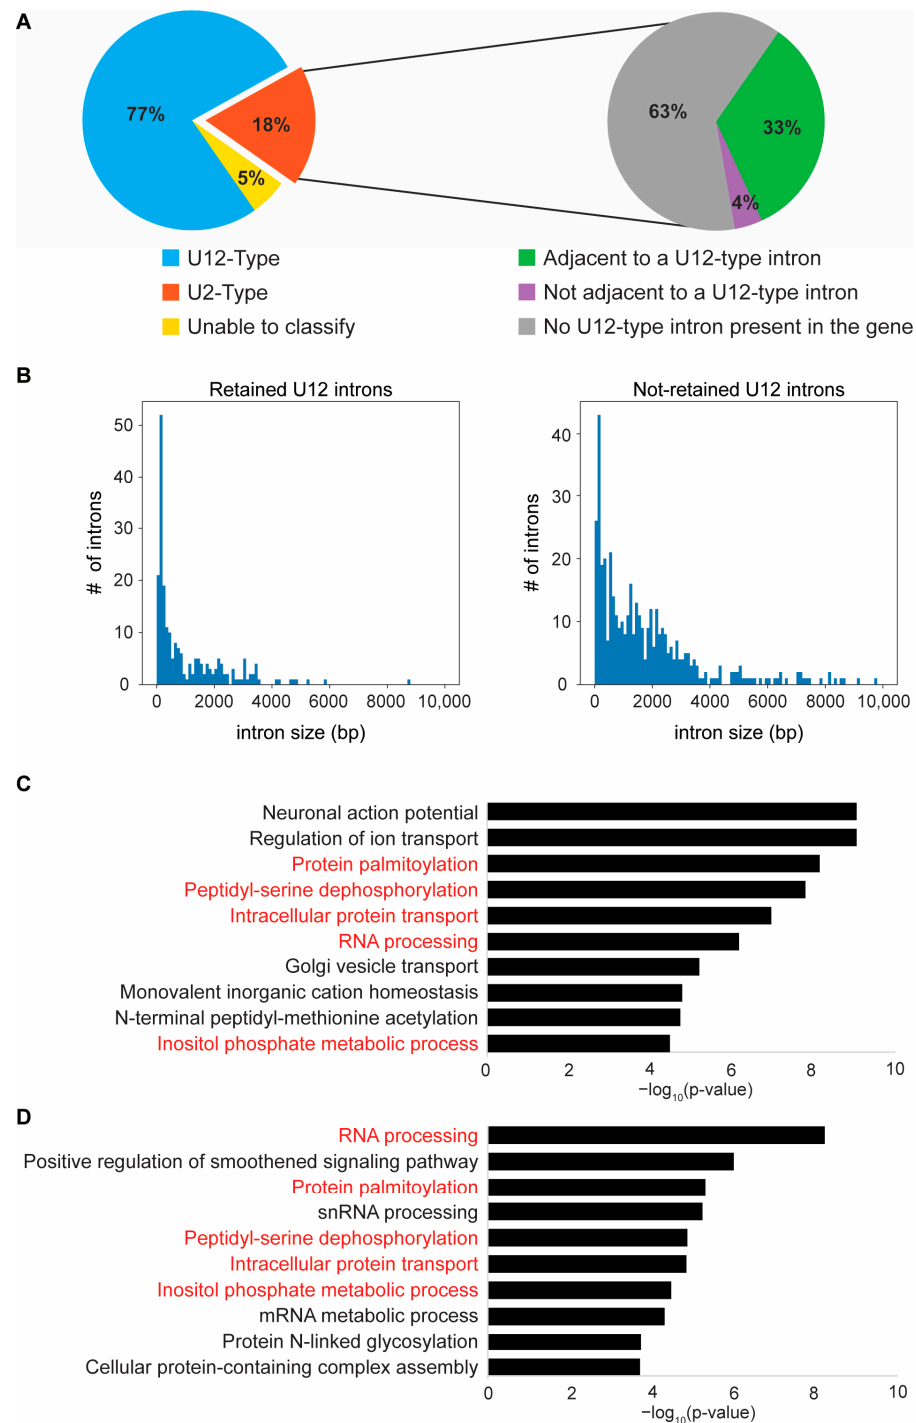 A
77%
18%
5%
63%
33%
4%
U12-Type
U2-Type
Unable to classify
Adjacent to a U12-type intron
Not adjacent to a U12-type intron
No U12-type intron present in the gene
B
Retained U12 introns
# of introns
50
40
30
20
10
0
0 2000 4000 6000 8000 10,000
intron size (bp)
Not-retained U12 introns
# of introns
40
30
20
10
0
0 2000 4000 6000 8000 10,000
intron size (bp)
C
Neuronal action potential
Regulation of ion transport
Protein palmitoylation
Peptidyl-serine dephosphorylation
Intracellular protein transport
RNA processing
Golgi vesicle transport
Monovalent inorganic cation homeostasis
N-terminal peptidyl-methionine acetylation
Inositol phosphate metabolic process
0 2 4 6 8 10
−log10(p-value)
D
RNA processing
Positive regulation of smoothened signaling pathway
Protein palmitoylation
snRNA processing
Peptidyl-serine dephosphorylation
Intracellular protein transport
Inositol phosphate metabolic process
mRNA metabolic process
Protein N-linked glycosylation
Cellular protein-containing complex assembly
0 2 4 6 8 10
−log10(p-value)